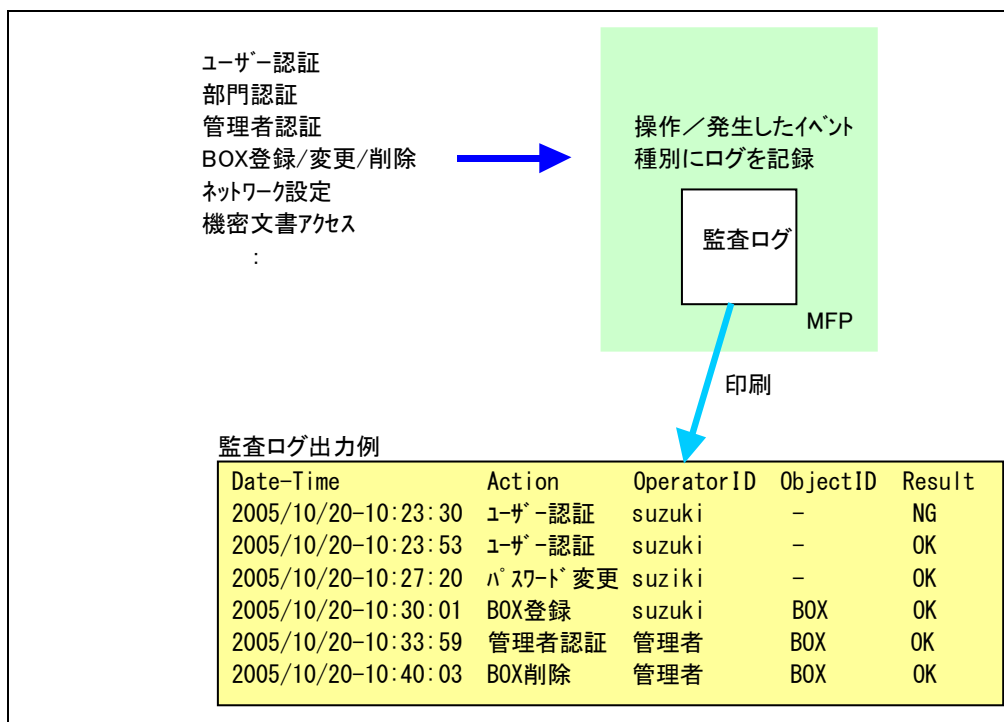 ﾕｰｻﾞｰ認証
部門認証
管理者認証
BOX登録/変更/削除
ﾈｯﾄﾜｰｸ設定
機密文書ｱｸｾｽ
:
操作／発生したｲﾍﾞﾝﾄ
種別にログを記録
監査ログ
MFP
印刷
監査ログ出力例
Date-Time Action OperatorID ObjectID Result
2005/10/20-10:23:30 ﾕｰｻﾞｰ認証 suzuki - NG
2005/10/20-10:23:53 ﾕｰｻﾞｰ認証 suzuki - OK
2005/10/20-10:27:20 ﾊﾟｽﾜｰﾄﾞ変更 suziki - OK
2005/10/20-10:30:01 BOX登録 suzuki BOX OK
2005/10/20-10:33:59 管理者認証 管理者 BOX OK
2005/10/20-10:40:03 BOX削除 管理者 BOX OK